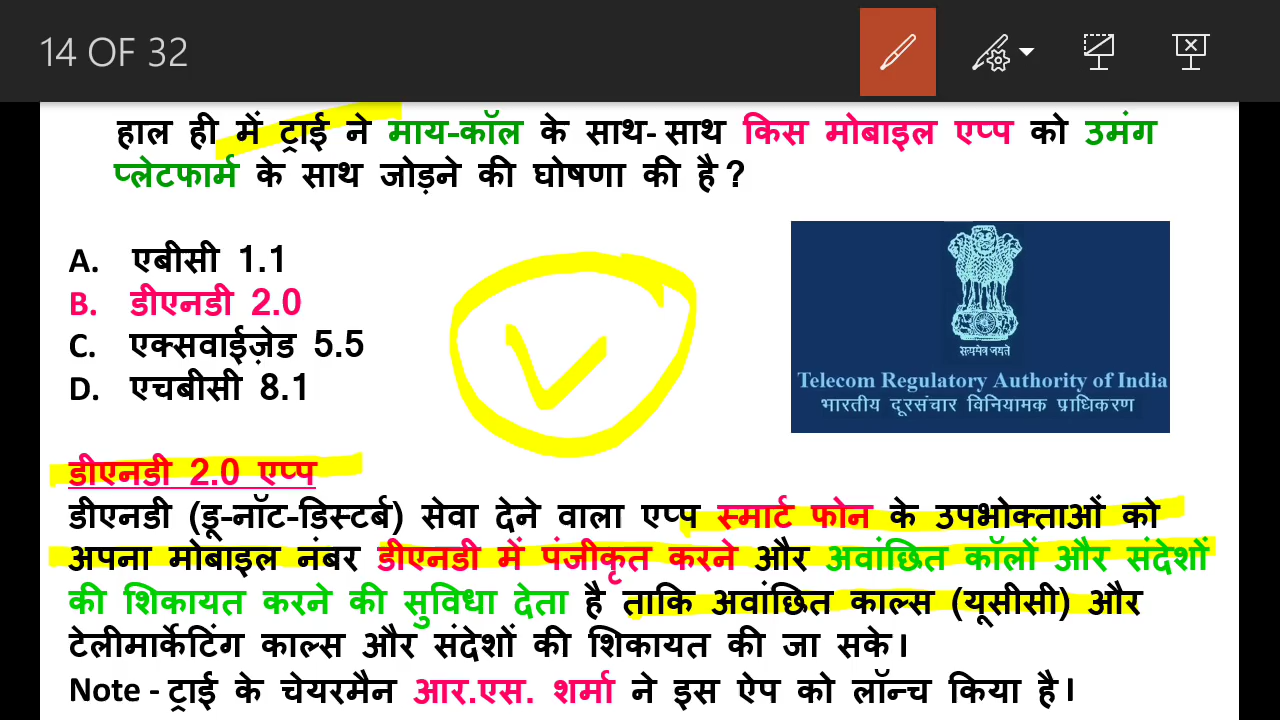 14 OF 32
हाल ही में ट्राई ने माय-कॉल के साथ- साथ किस मोबाइल एप्प को उमंग
प्लेटफार्म के साथ जोड़ने की घोषणा की है ?
A. एबीसी 1.1
B. डीएनडी 2.0
C. एक्सवाईज़ेड 5.5
D. एचबीसी 8.1
सत्यमेव जयते
Telecom Regulatory Authority of India
भारतीय दूरसंचार विनियामक प्राधिकरण
डीएनडी 2.0 एप्प
डीएनडी (डू-नॉट-डिस्टर्ब) सेवा देने वाला एप्प स्मार्ट फोन के उपभोक्ताओं को
अपना मोबाइल नंबर डीएनडी में पंजीकृत करने और अवांछित कॉलों और संदेशों
की शिकायत करने की सुविधा देता है ताकि अवांछित काल्स (यूसीसी) और
टेलीमार्केटिंग काल्स और संदेशों की शिकायत की जा सके।
Note - ट्राई के चेयरमैन आर.एस. शर्मा ने इस ऐप को लॉन्च किया है।